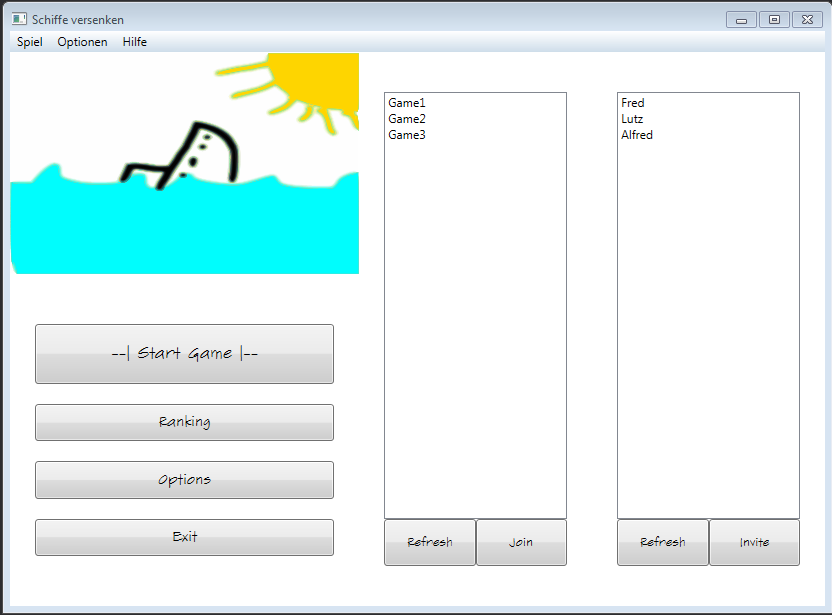 Schiffe versenken
Spiel Optionen Hilfe
Game1
Game2
Game3
Fred
Lutz
Alfred
--| Start Game |--
Ranking
Options
Exit
Refresh Join
Refresh Invite